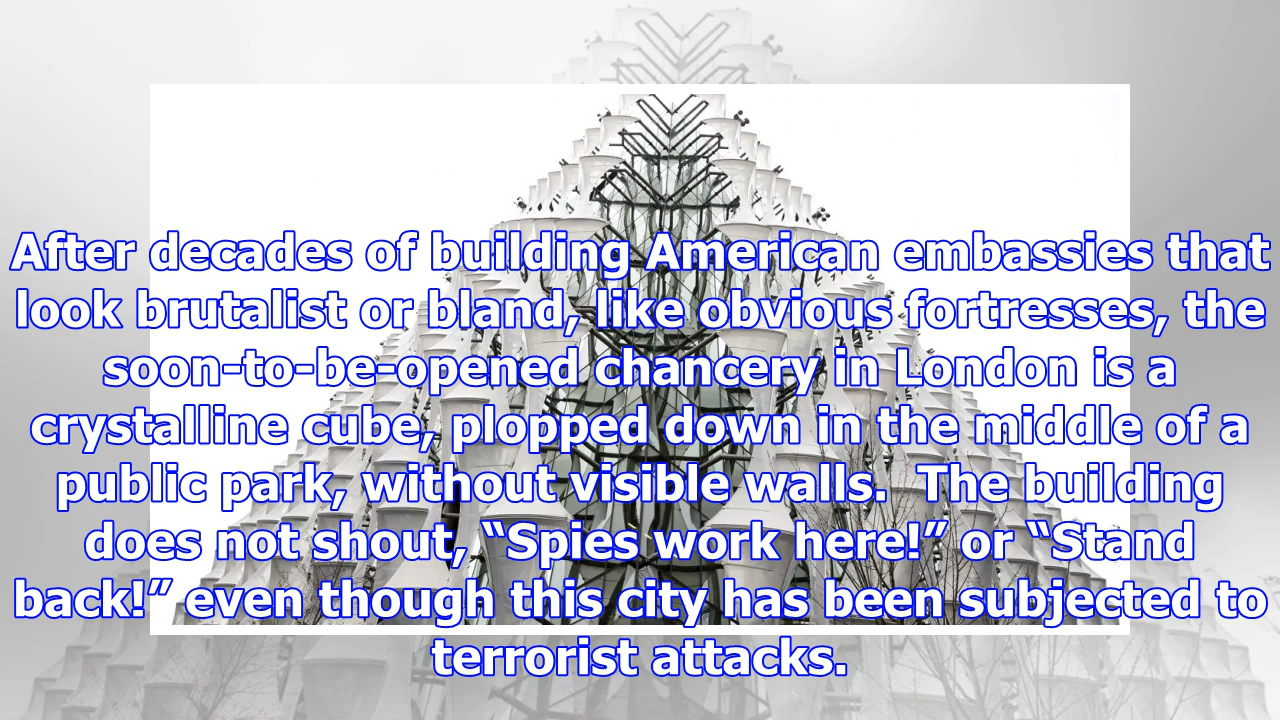 After decades of building American embassies that
look brutalist or bland, like obvious fortresses, the
soon-to-be-opened chancery in London is a
crystalline cube, plopped down in the middle of a
public park, without visible walls.  The building
does not shout, “Spies work here!” or “Stand
back!” even though this city has been subjected to
terrorist attacks.